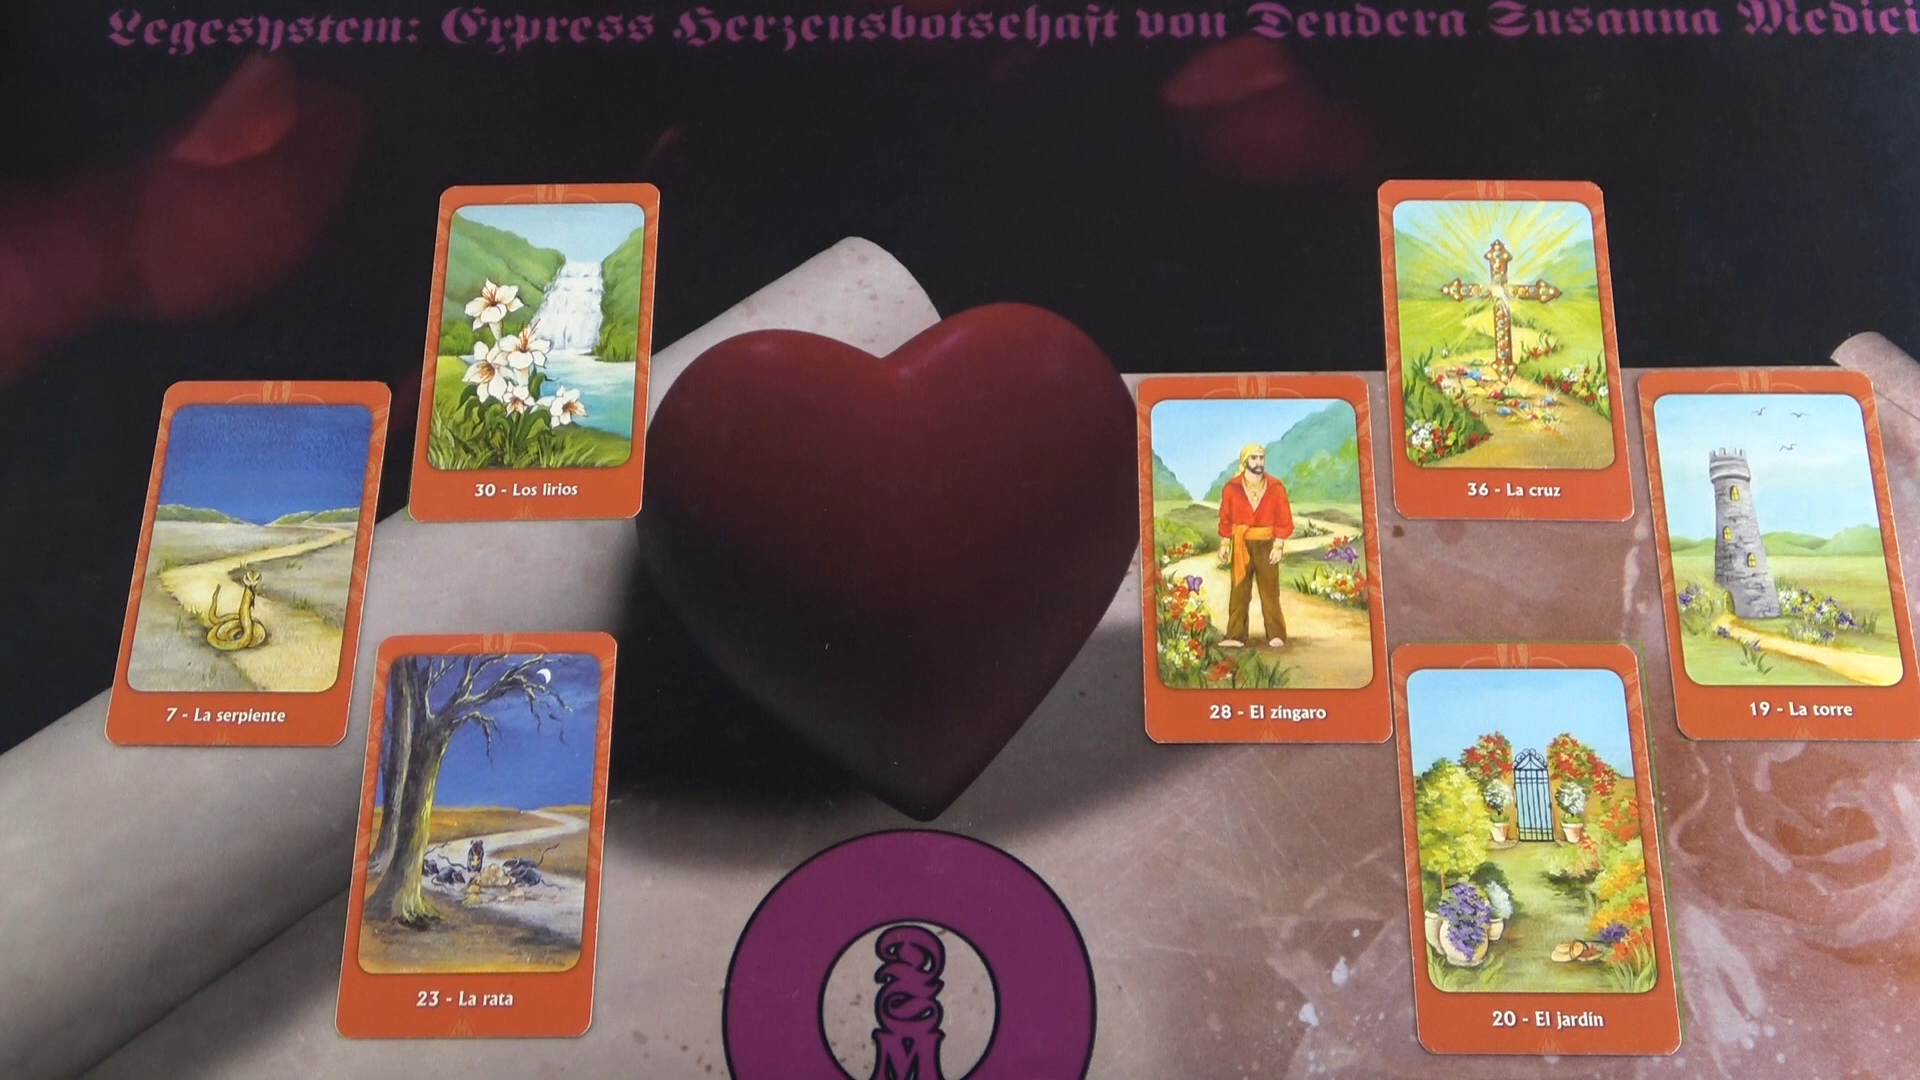 Legesystem: Express Herzensbotschaft von Dendera Susanna Medici
30 - Los lirios
36 - La cruz
7 - La serpiente
28 - El zíngaro
19 - La torre
23 - La rata
20 - El jardín